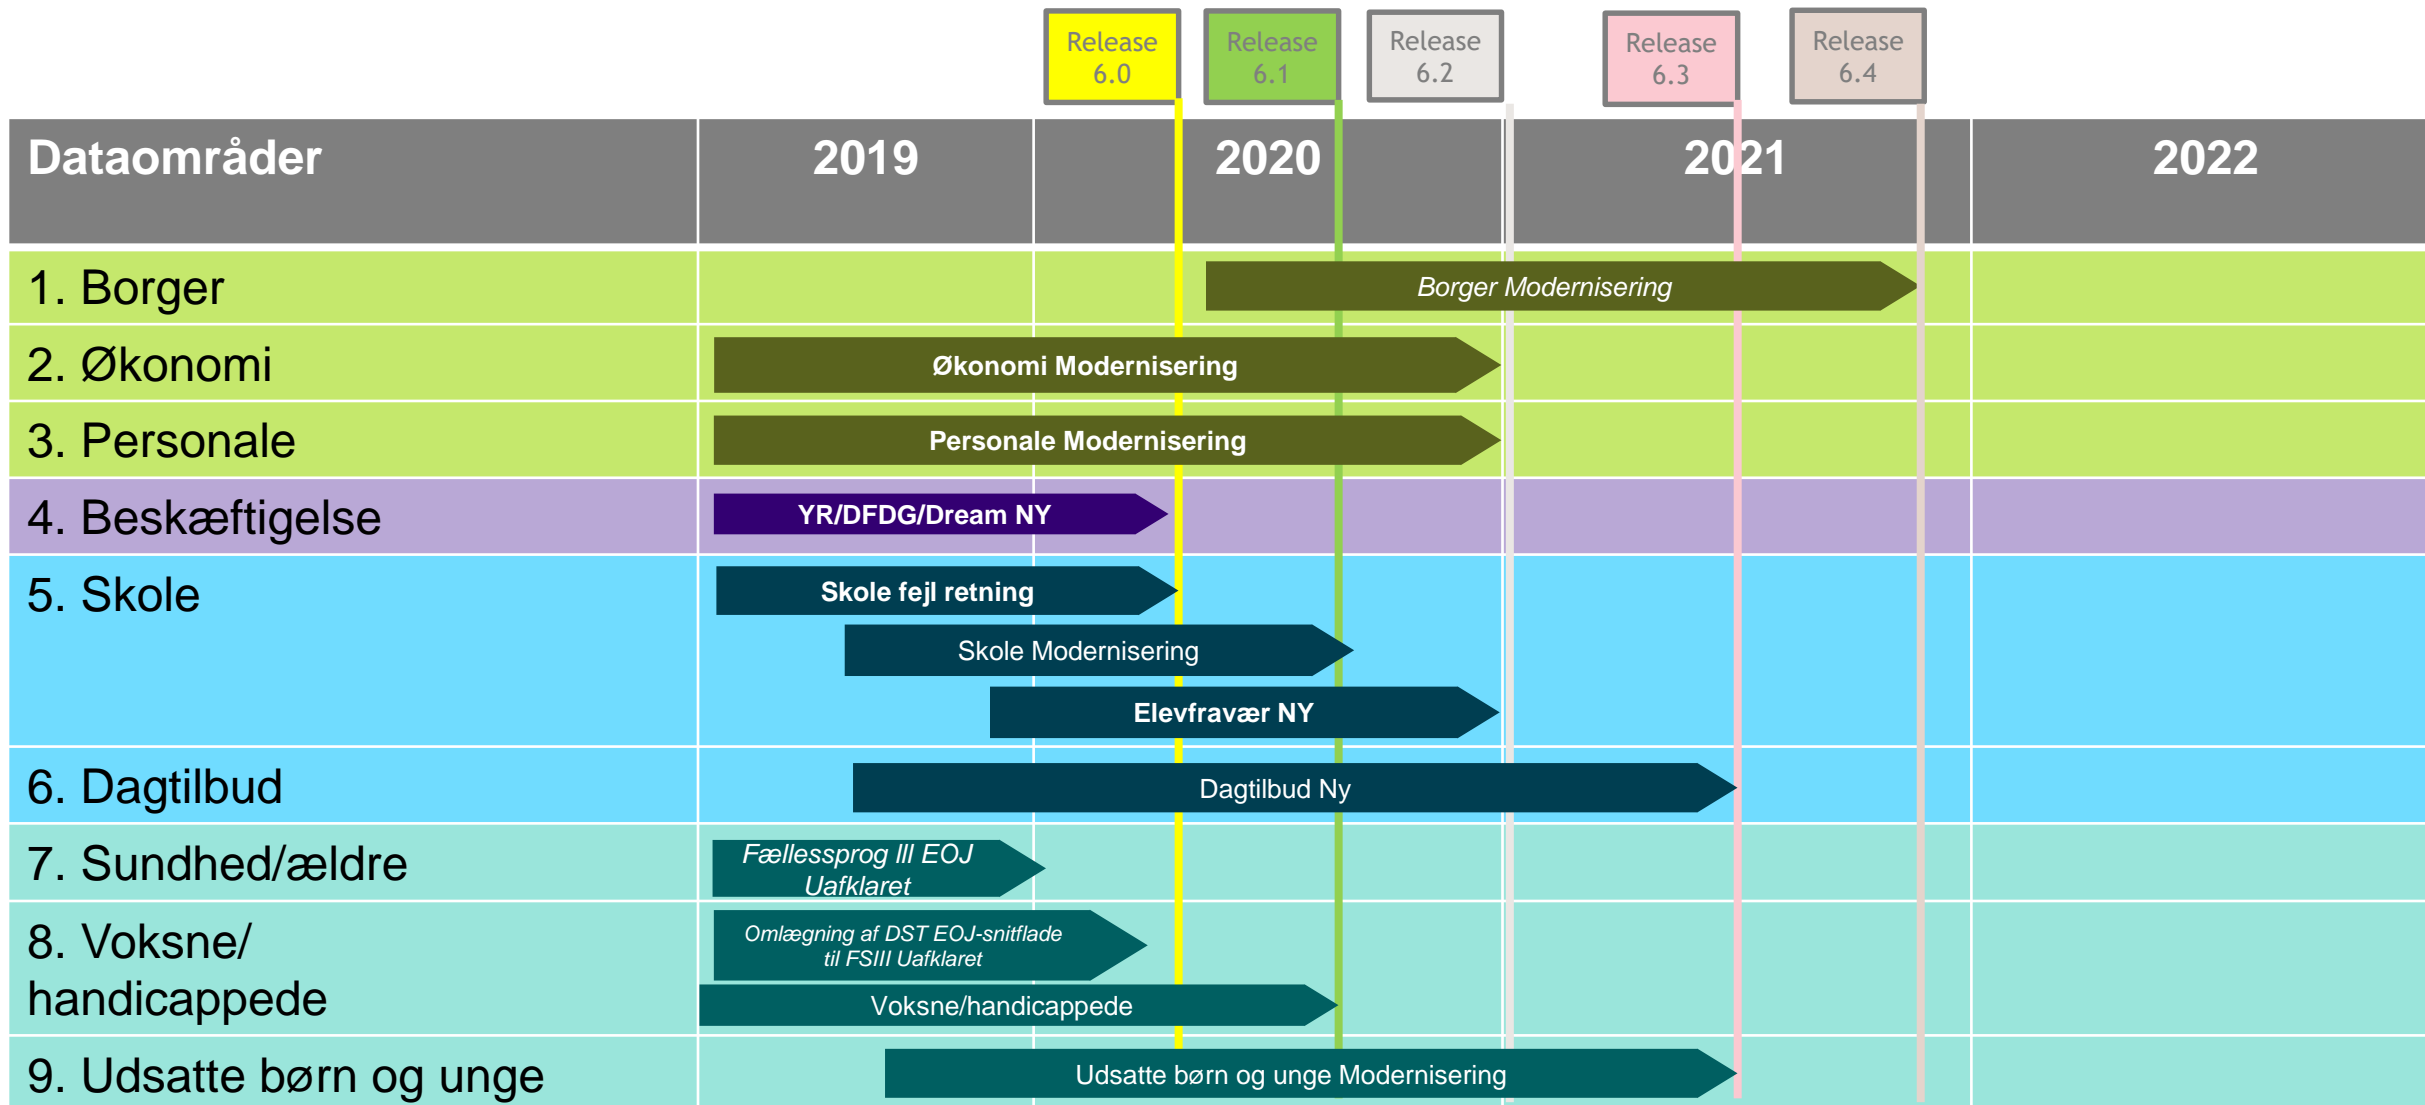 Release
6.0
Release
6.1
Release
6.2
Release
6.3
Release
6.4
Dataområder
2019
2020
2021
2022
1. Borger
Borger Modernisering
2. Økonomi
Økonomi Modernisering
3. Personale
Personale Modernisering
4. Beskæftigelse
YR/DFDG/Dream NY
5. Skole
Skole fejl retning
Skole Modernisering
Elevfravær NY
6. Dagtilbud
Dagtilbud Ny
7. Sundhed/ældre
Fællessprog III EOJ
Uafklaret
8. Voksne/
handicappede
Omlægning af DST EOJ-snitflade
til FSIII Uafklaret
Voksne/handicappede
9. Udsatte børn og unge
Udsatte børn og unge Modernisering